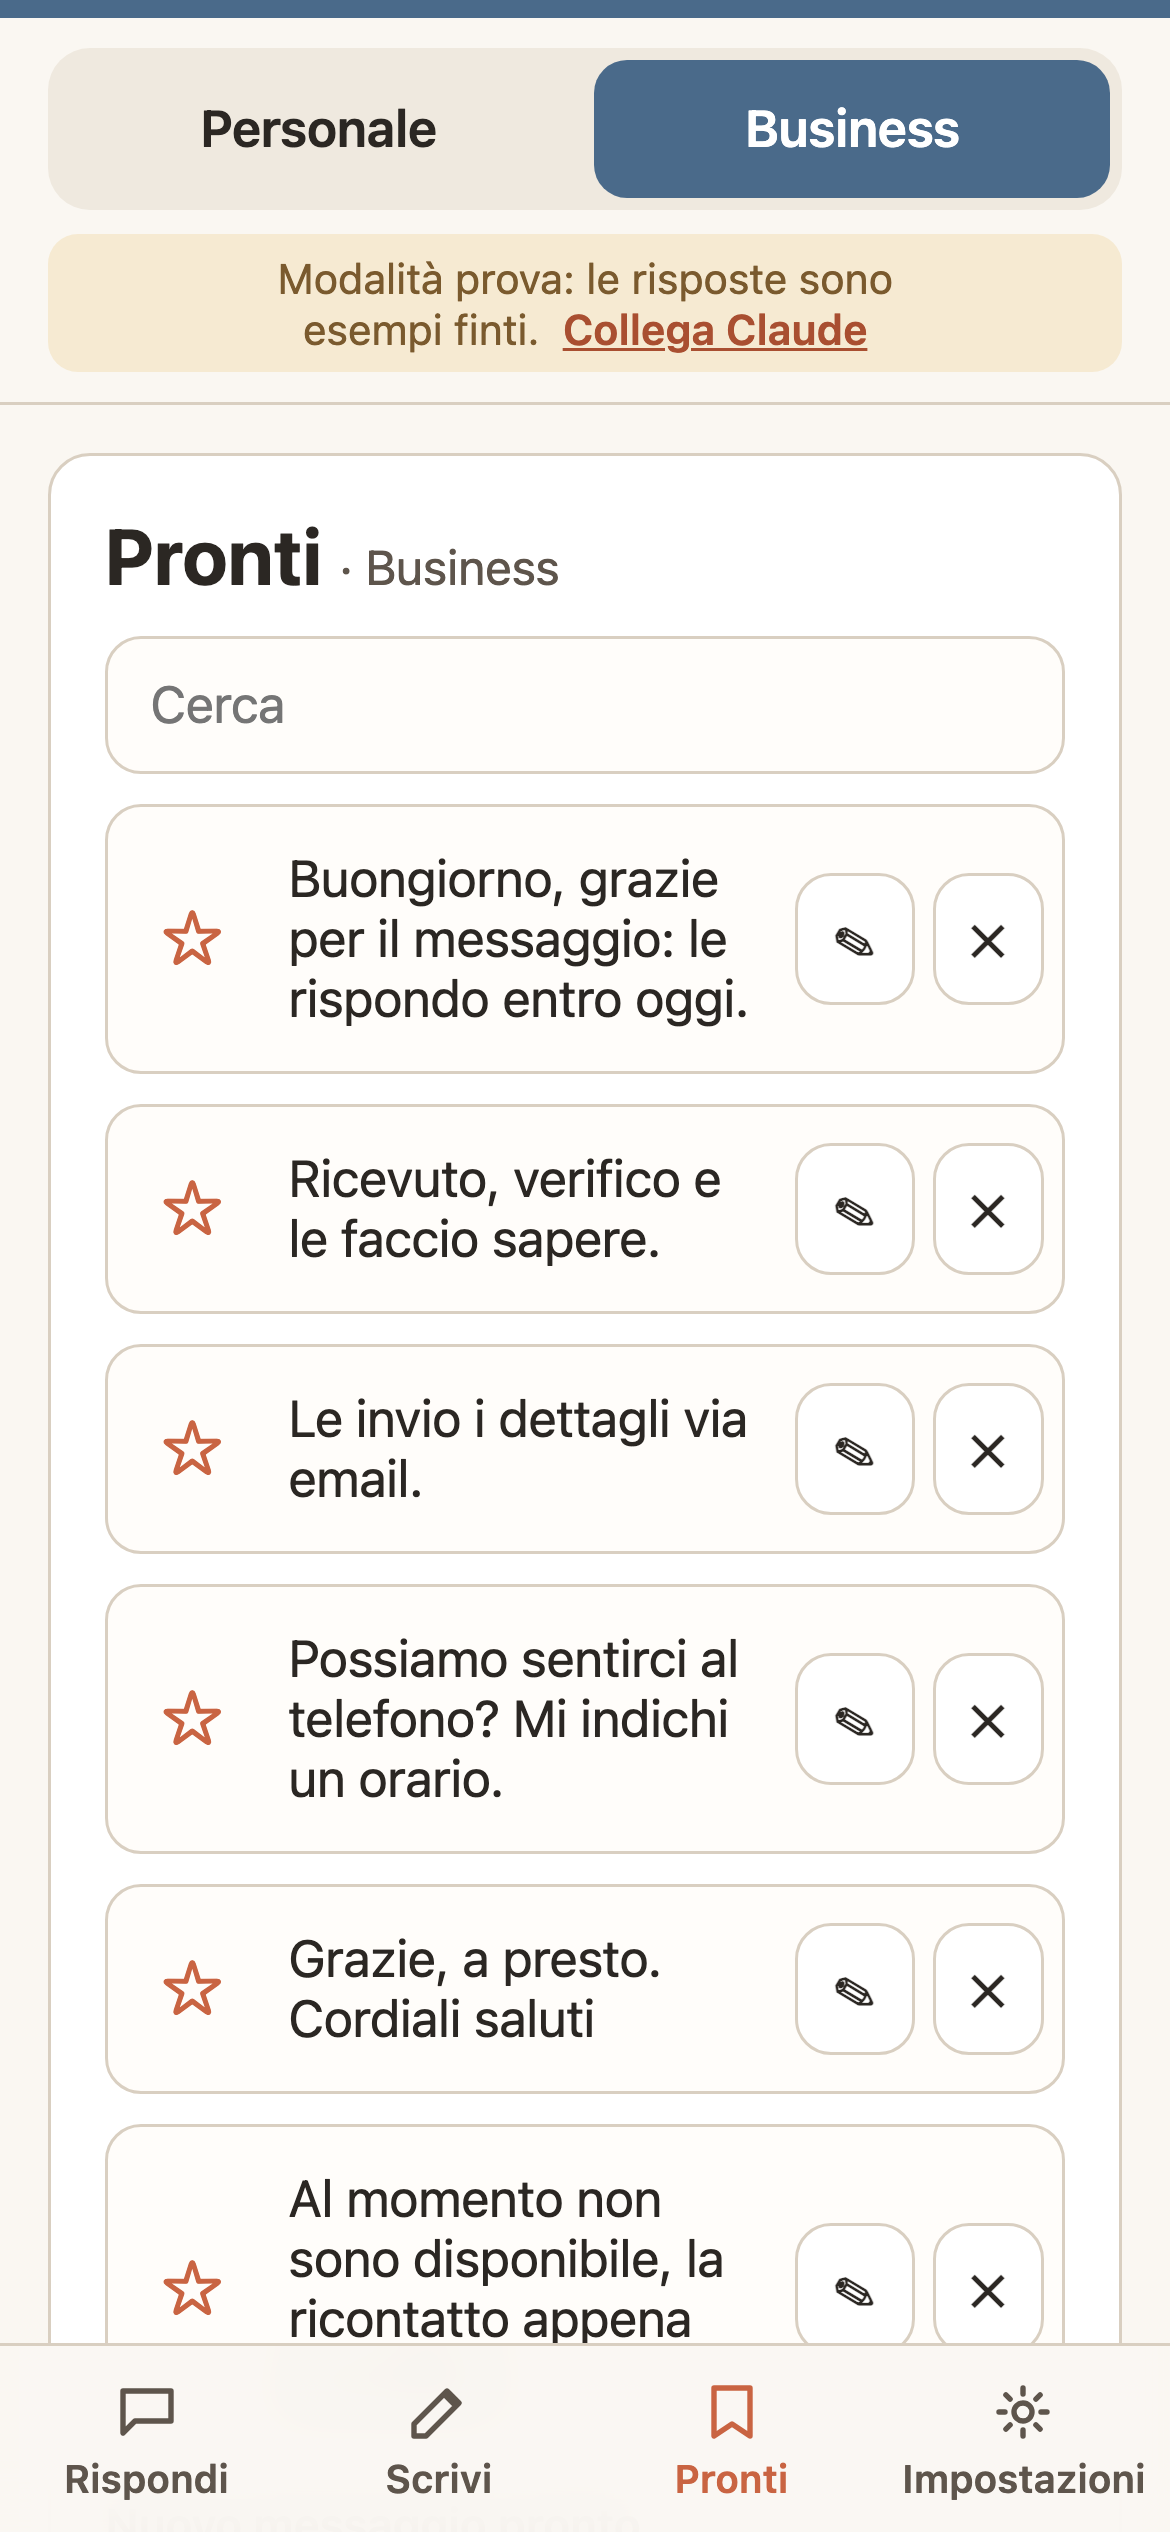 Personale
Business
Modalità prova: le risposte sono
esempi finti. Collega Claude
Pronti · Business
Cerca
Buongiorno, grazie
per il messaggio: le
rispondo entro oggi.
Ricevuto, verifico e
le faccio sapere.
Le invio i dettagli via
email.
Possiamo sentirci al
telefono? Mi indichi
un orario.
Grazie, a presto.
Cordiali saluti
Al momento non
sono disponibile, la
ricontatto appena
Rispondi
Scrivi
Pronti
Impostazioni
Nuovo messaggio pronto